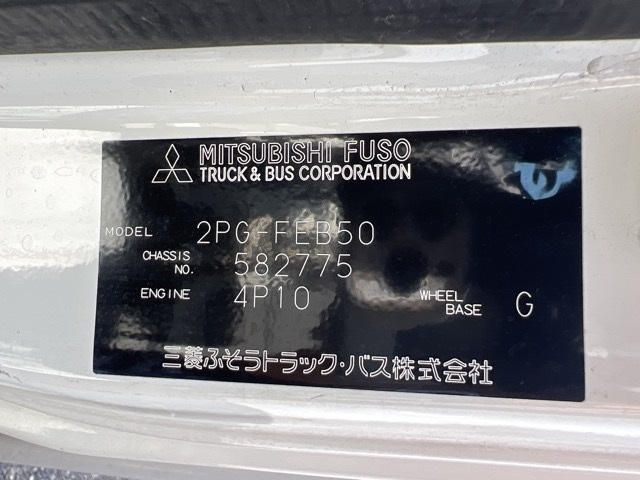 MITSUBISHI FUSO
TRUCK & BUS CORPORATION
MODEL 2PG-FEB50
CHASSIS NO. 582775
ENGINE 4P10 WHEEL BASE G
三菱ふそうトラック・バス株式会社